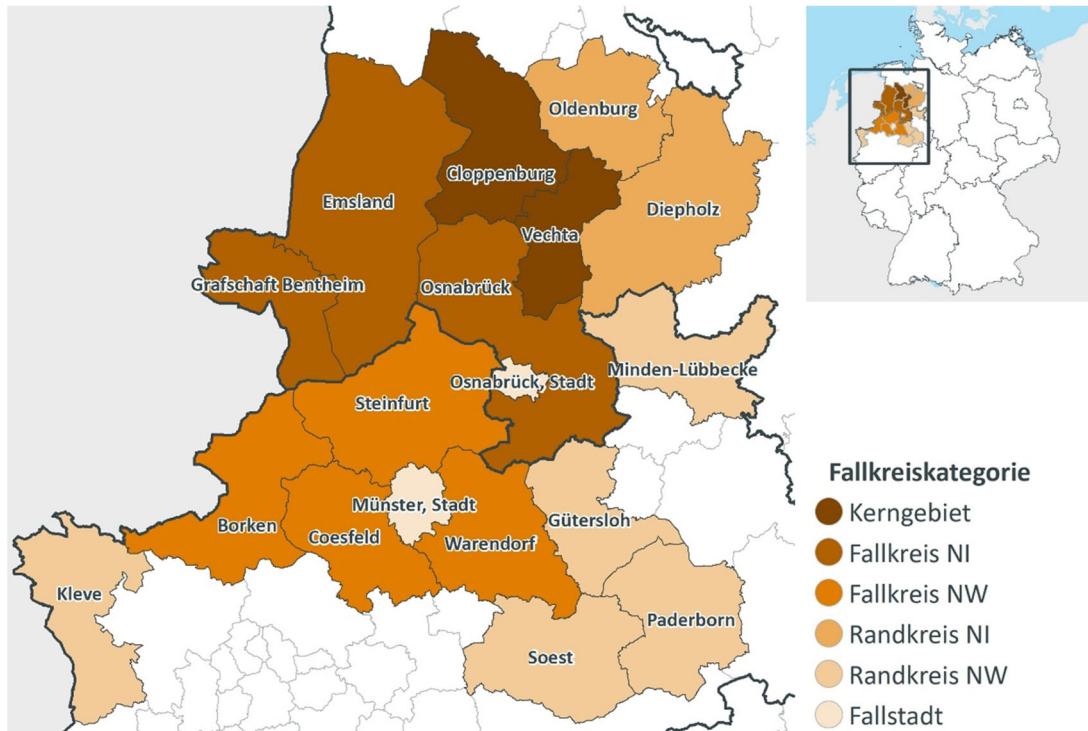 Oldenburg
Cloppenburg
Emsland
Diepholz
Vechta
Grafschaft Bentheim
Osnabrück
Minden-Lübbecke
Osnabrück, Stadt
Steinfurt
Münster, Stadt
Gütersloh
Borken
Coesfeld
Warendorf
Kleve
Paderborn
Soest
Fallkreiskategorie
Kerngebiet
Fallkreis NI
Fallkreis NW
Randkreis NI
Randkreis NW
Fallstadt